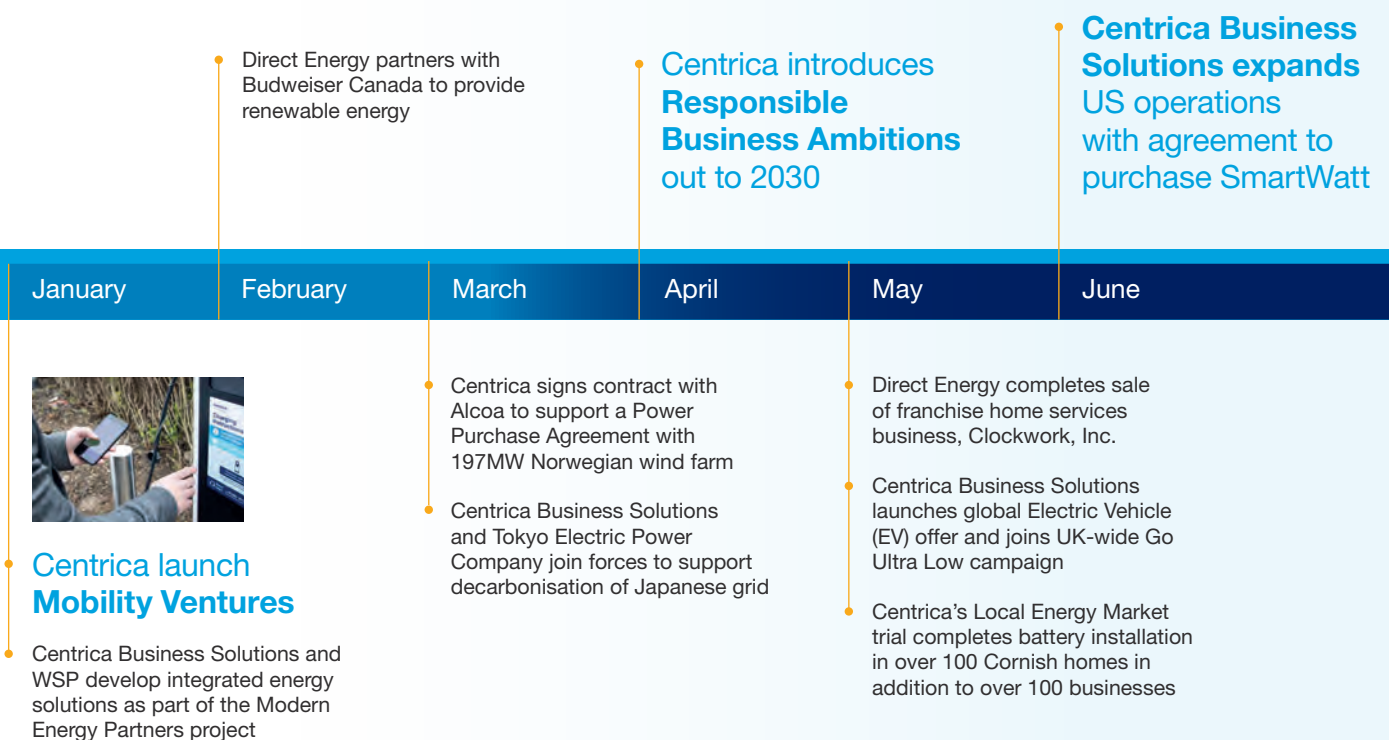 Direct Energy partners with
Budweiser Canada to provide
renewable energy
Centrica introduces
Responsible
Business Ambitions
out to 2030
Centrica Business
Solutions expands
US operations
with agreement to
purchase SmartWatt
January
February
March
April
May
June
Centrica launch
Mobility Ventures
Centrica Business Solutions and
WSP develop integrated energy
solutions as part of the Modern
Energy Partners project
Centrica signs contract with
Alcoa to support a Power
Purchase Agreement with
197MW Norwegian wind farm
Centrica Business Solutions
and Tokyo Electric Power
Company join forces to support
decarbonisation of Japanese grid
Direct Energy completes sale
of franchise home services
business, Clockwork, Inc.
Centrica Business Solutions
launches global Electric Vehicle
(EV) offer and joins UK-wide Go
Ultra Low campaign
Centrica’s Local Energy Market
trial completes battery installation
in over 100 Cornish homes in
addition to over 100 businesses